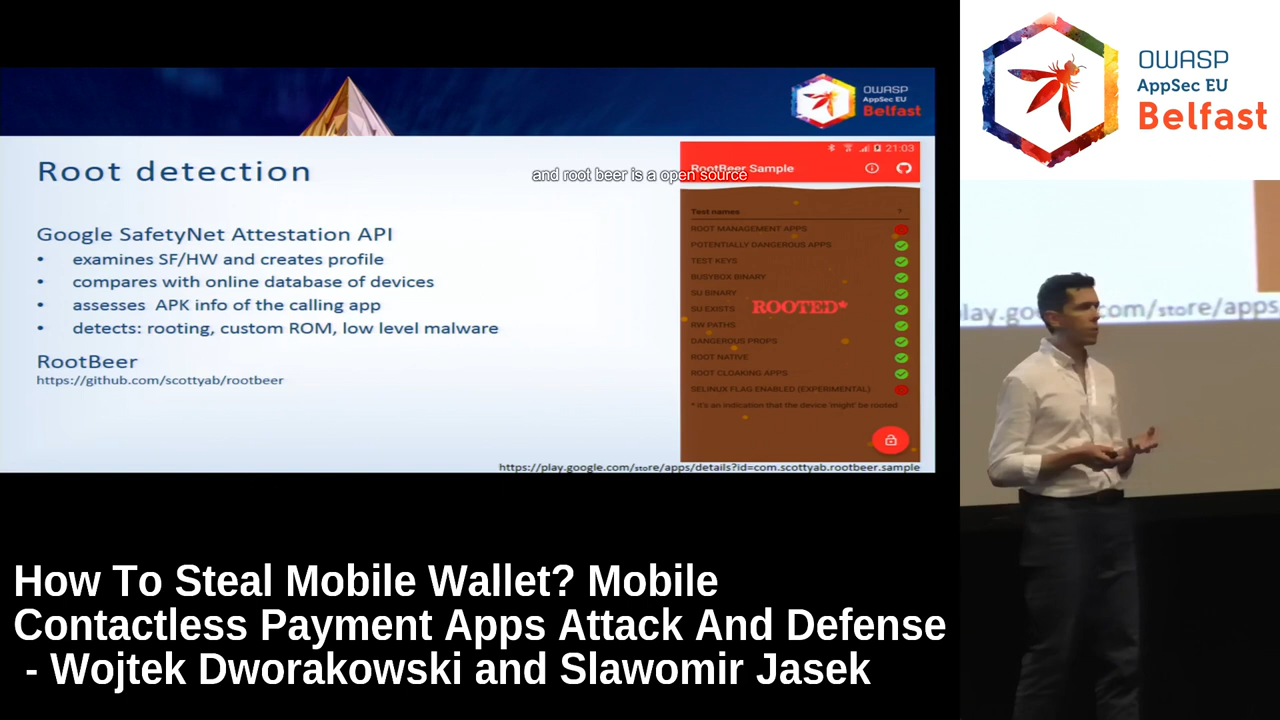 OWASP
AppSec EU
Belfast
Root detection
Google SafetyNet Attestation API
• examines SF/HW and creates profile
• compares with online database of devices
• assesses APK info of the calling app
• detects: rooting, custom ROM, low level malware
RootBeer
https://github.com/scottyab/rootbeer
21:03
RootBeer Sample
and root beer is a open source
Test names ?
ROOT MANAGEMENT APPS
POTENTIALLY DANGEROUS APPS
TEST KEYS
BUSYBOX BINARY
SU BINARY
SU EXISTS
ROOTED*
RW PATHS
DANGEROUS PROPS
ROOT NATIVE
ROOT CLOAKING APPS
SELINUX FLAG ENABLED (EXPERIMENTAL)
* it's an indication that the device 'might' be rooted
https://play.google.com/store/apps/details?id=com.scottyab.rootbeer.sample
OWASP
AppSec EU
Belfast
lay.goo com/store/apps
How To Steal Mobile Wallet? Mobile
Contactless Payment Apps Attack And Defense
- Wojtek Dworakowski and Slawomir Jasek